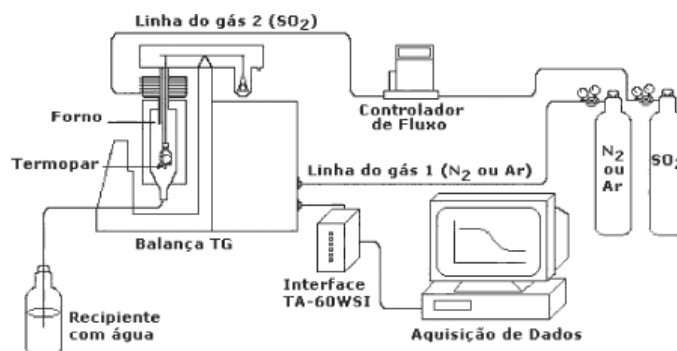 Linha do gás 2 (SO₂)
Controlador
de Fluxo
Forno
Termopar
Linha do gás 1 (N₂ ou Ar)
N₂
ou
Ar
SO₂
Balança TG
Interface
TA-60WSI
Aquisição de Dados
Recipiente
com água